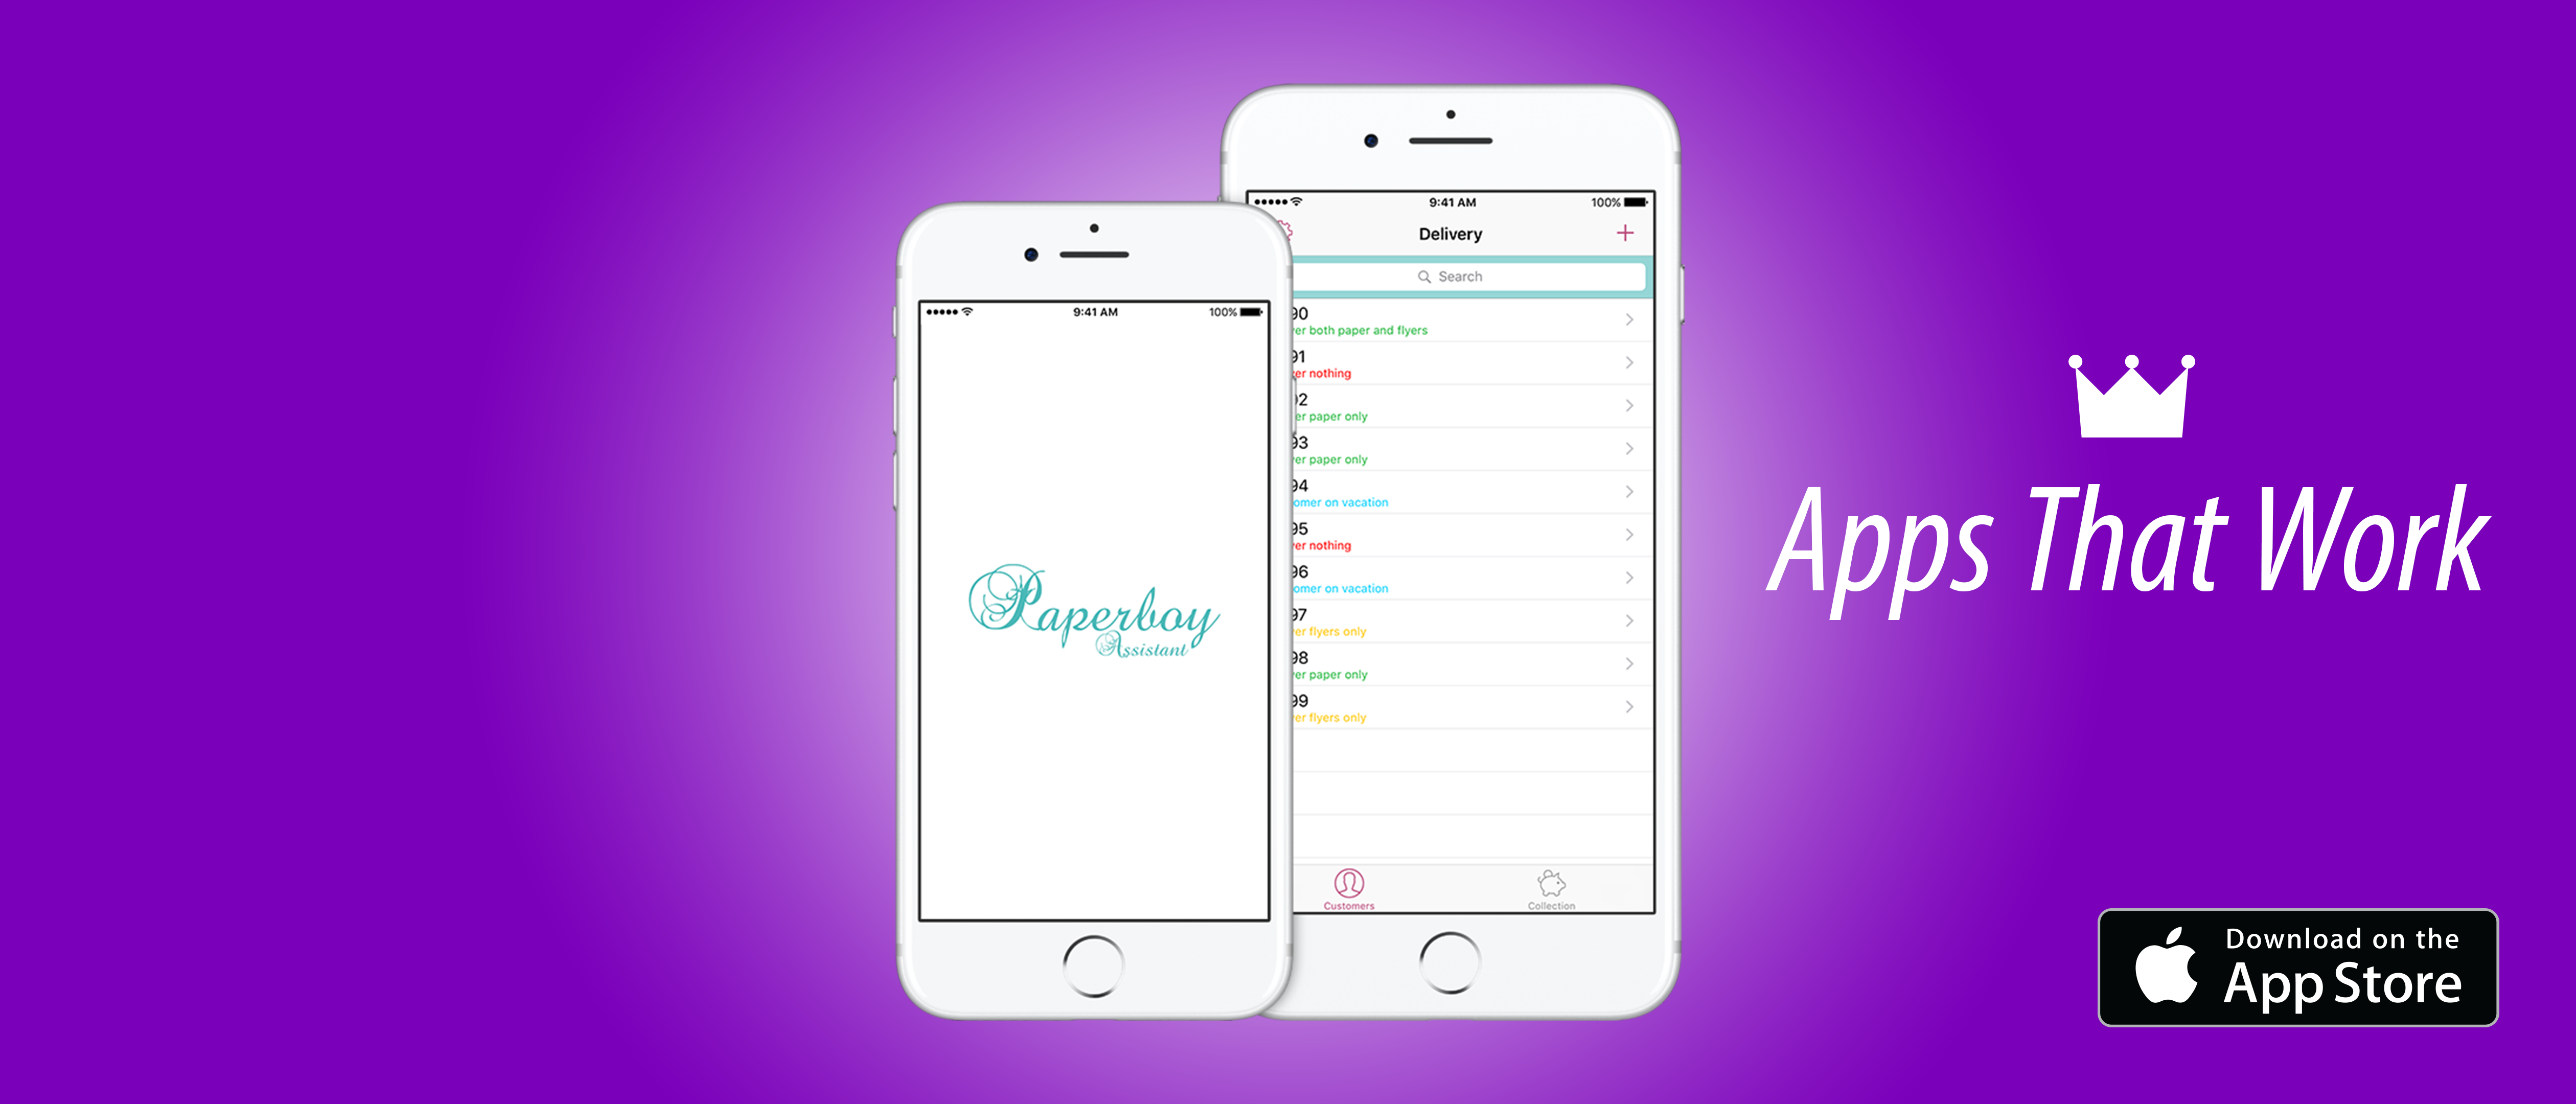 9:41 AM
100%
Paperboy
Assistant
9:41 AM
100%
Delivery
Search
90
er both paper and flyers
91
er nothing
92
er paper only
93
er paper only
94
omer on vacation
95
er nothing
96
omer on vacation
97
er flyers only
98
er paper only
99
er flyers only
Customers
Collection
Apps That Work
Download on the
App Store